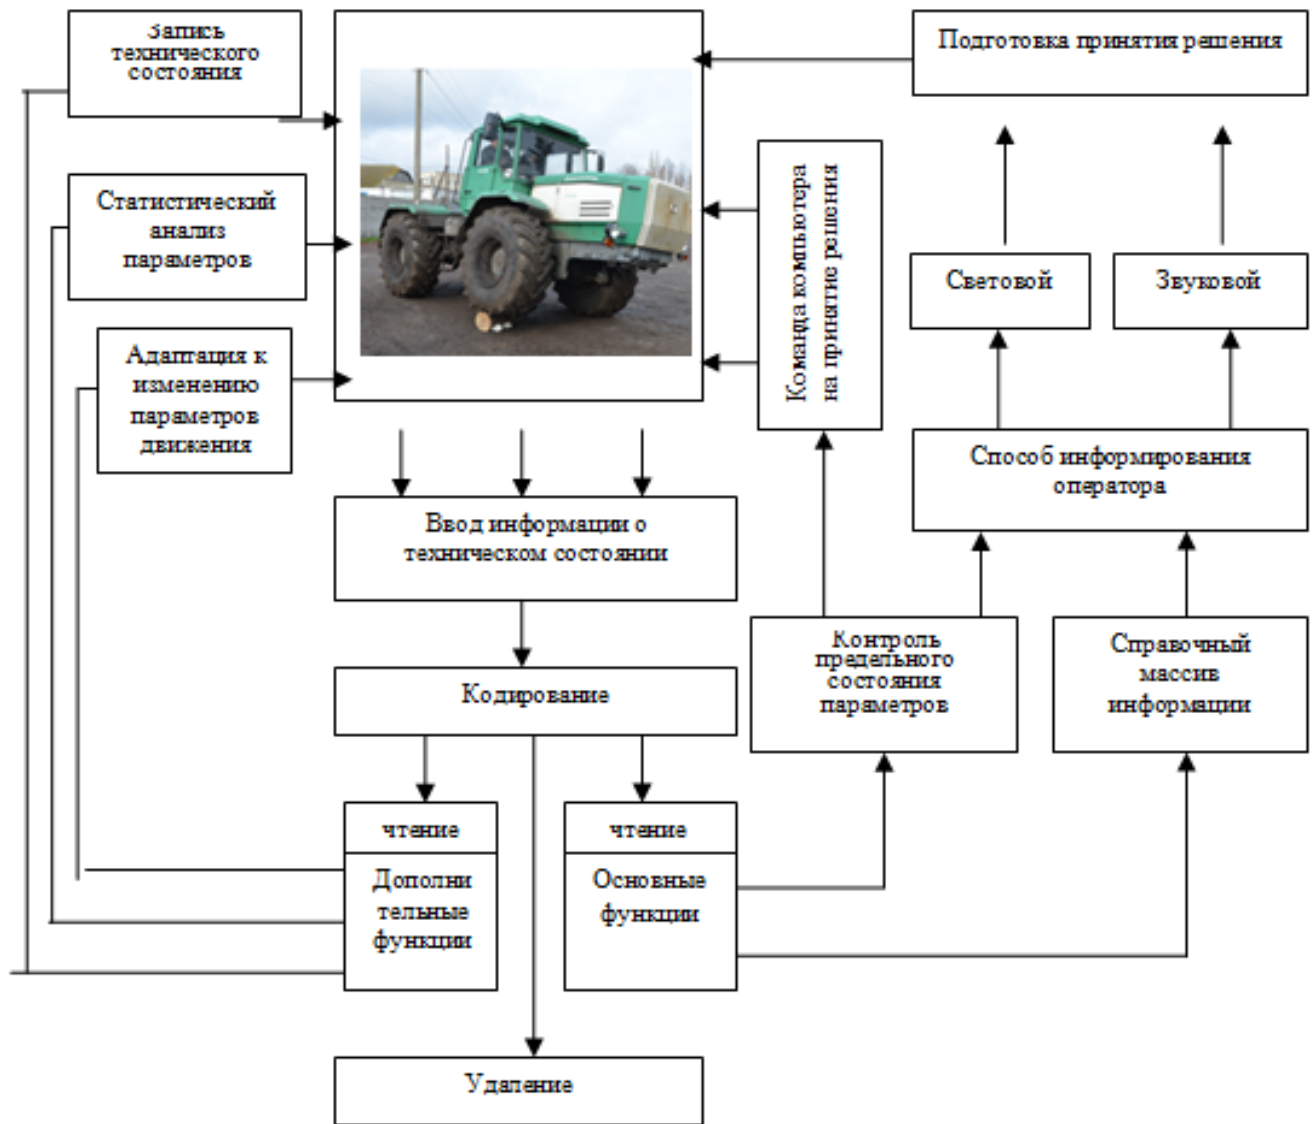 Запись
технического
состояния
Подготовка принятия решения
Команда компьютера
на принятие решения
Статистический
анализ
параметров
Световой
Звуковой
Адаптация к
изменению
параметров
движения
Способ информирования
оператора
Ввод информации о
техническом состоянии
Контроль
предельного
состояния
параметров
Справочный
массив
информации
Кодирование
чтение
Дополни
тельные
функции
чтение
Основные
функции
Удаление